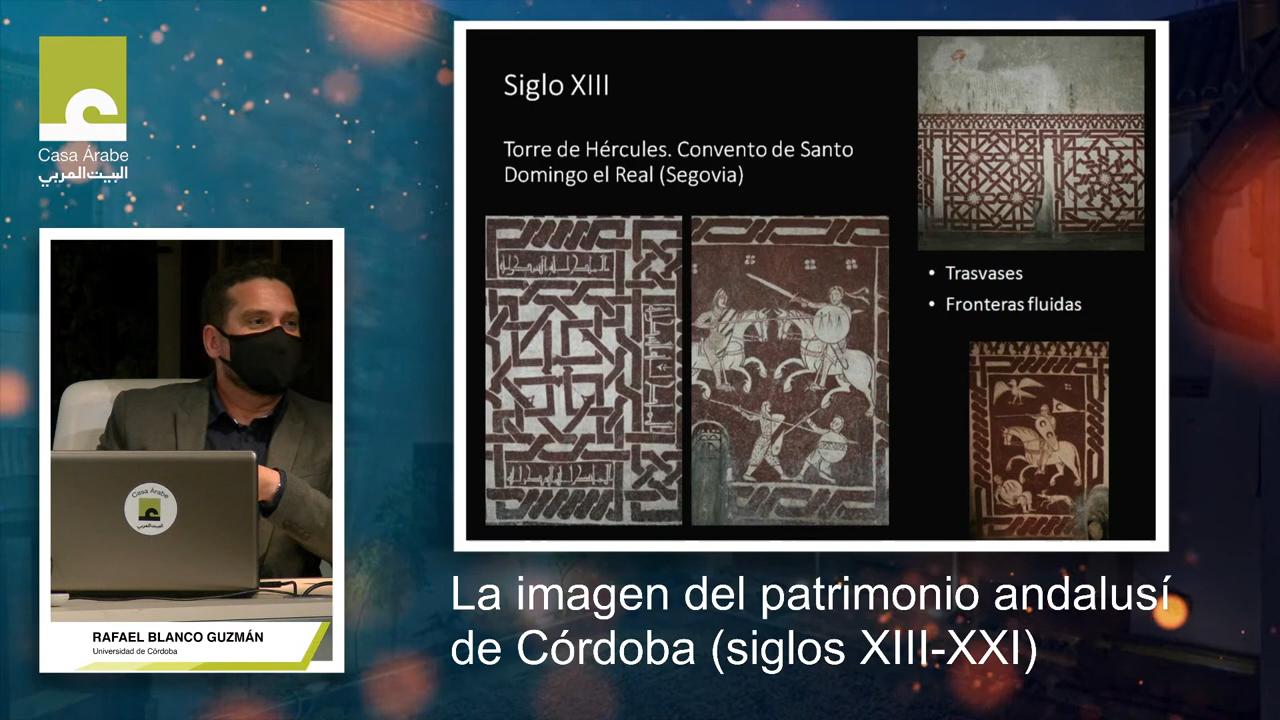 Casa Árabe
البيت العربي
Siglo XIII
Torre de Hércules. Convento de Santo
Domingo el Real (Segovia)
• Trasvases
• Fronteras fluidas
Casa Árabe
البيت العربي
RAFAEL BLANCO GUZMÁN
Universidad de Córdoba
La imagen del patrimonio andalusí
de Córdoba (siglos XIII-XXI)